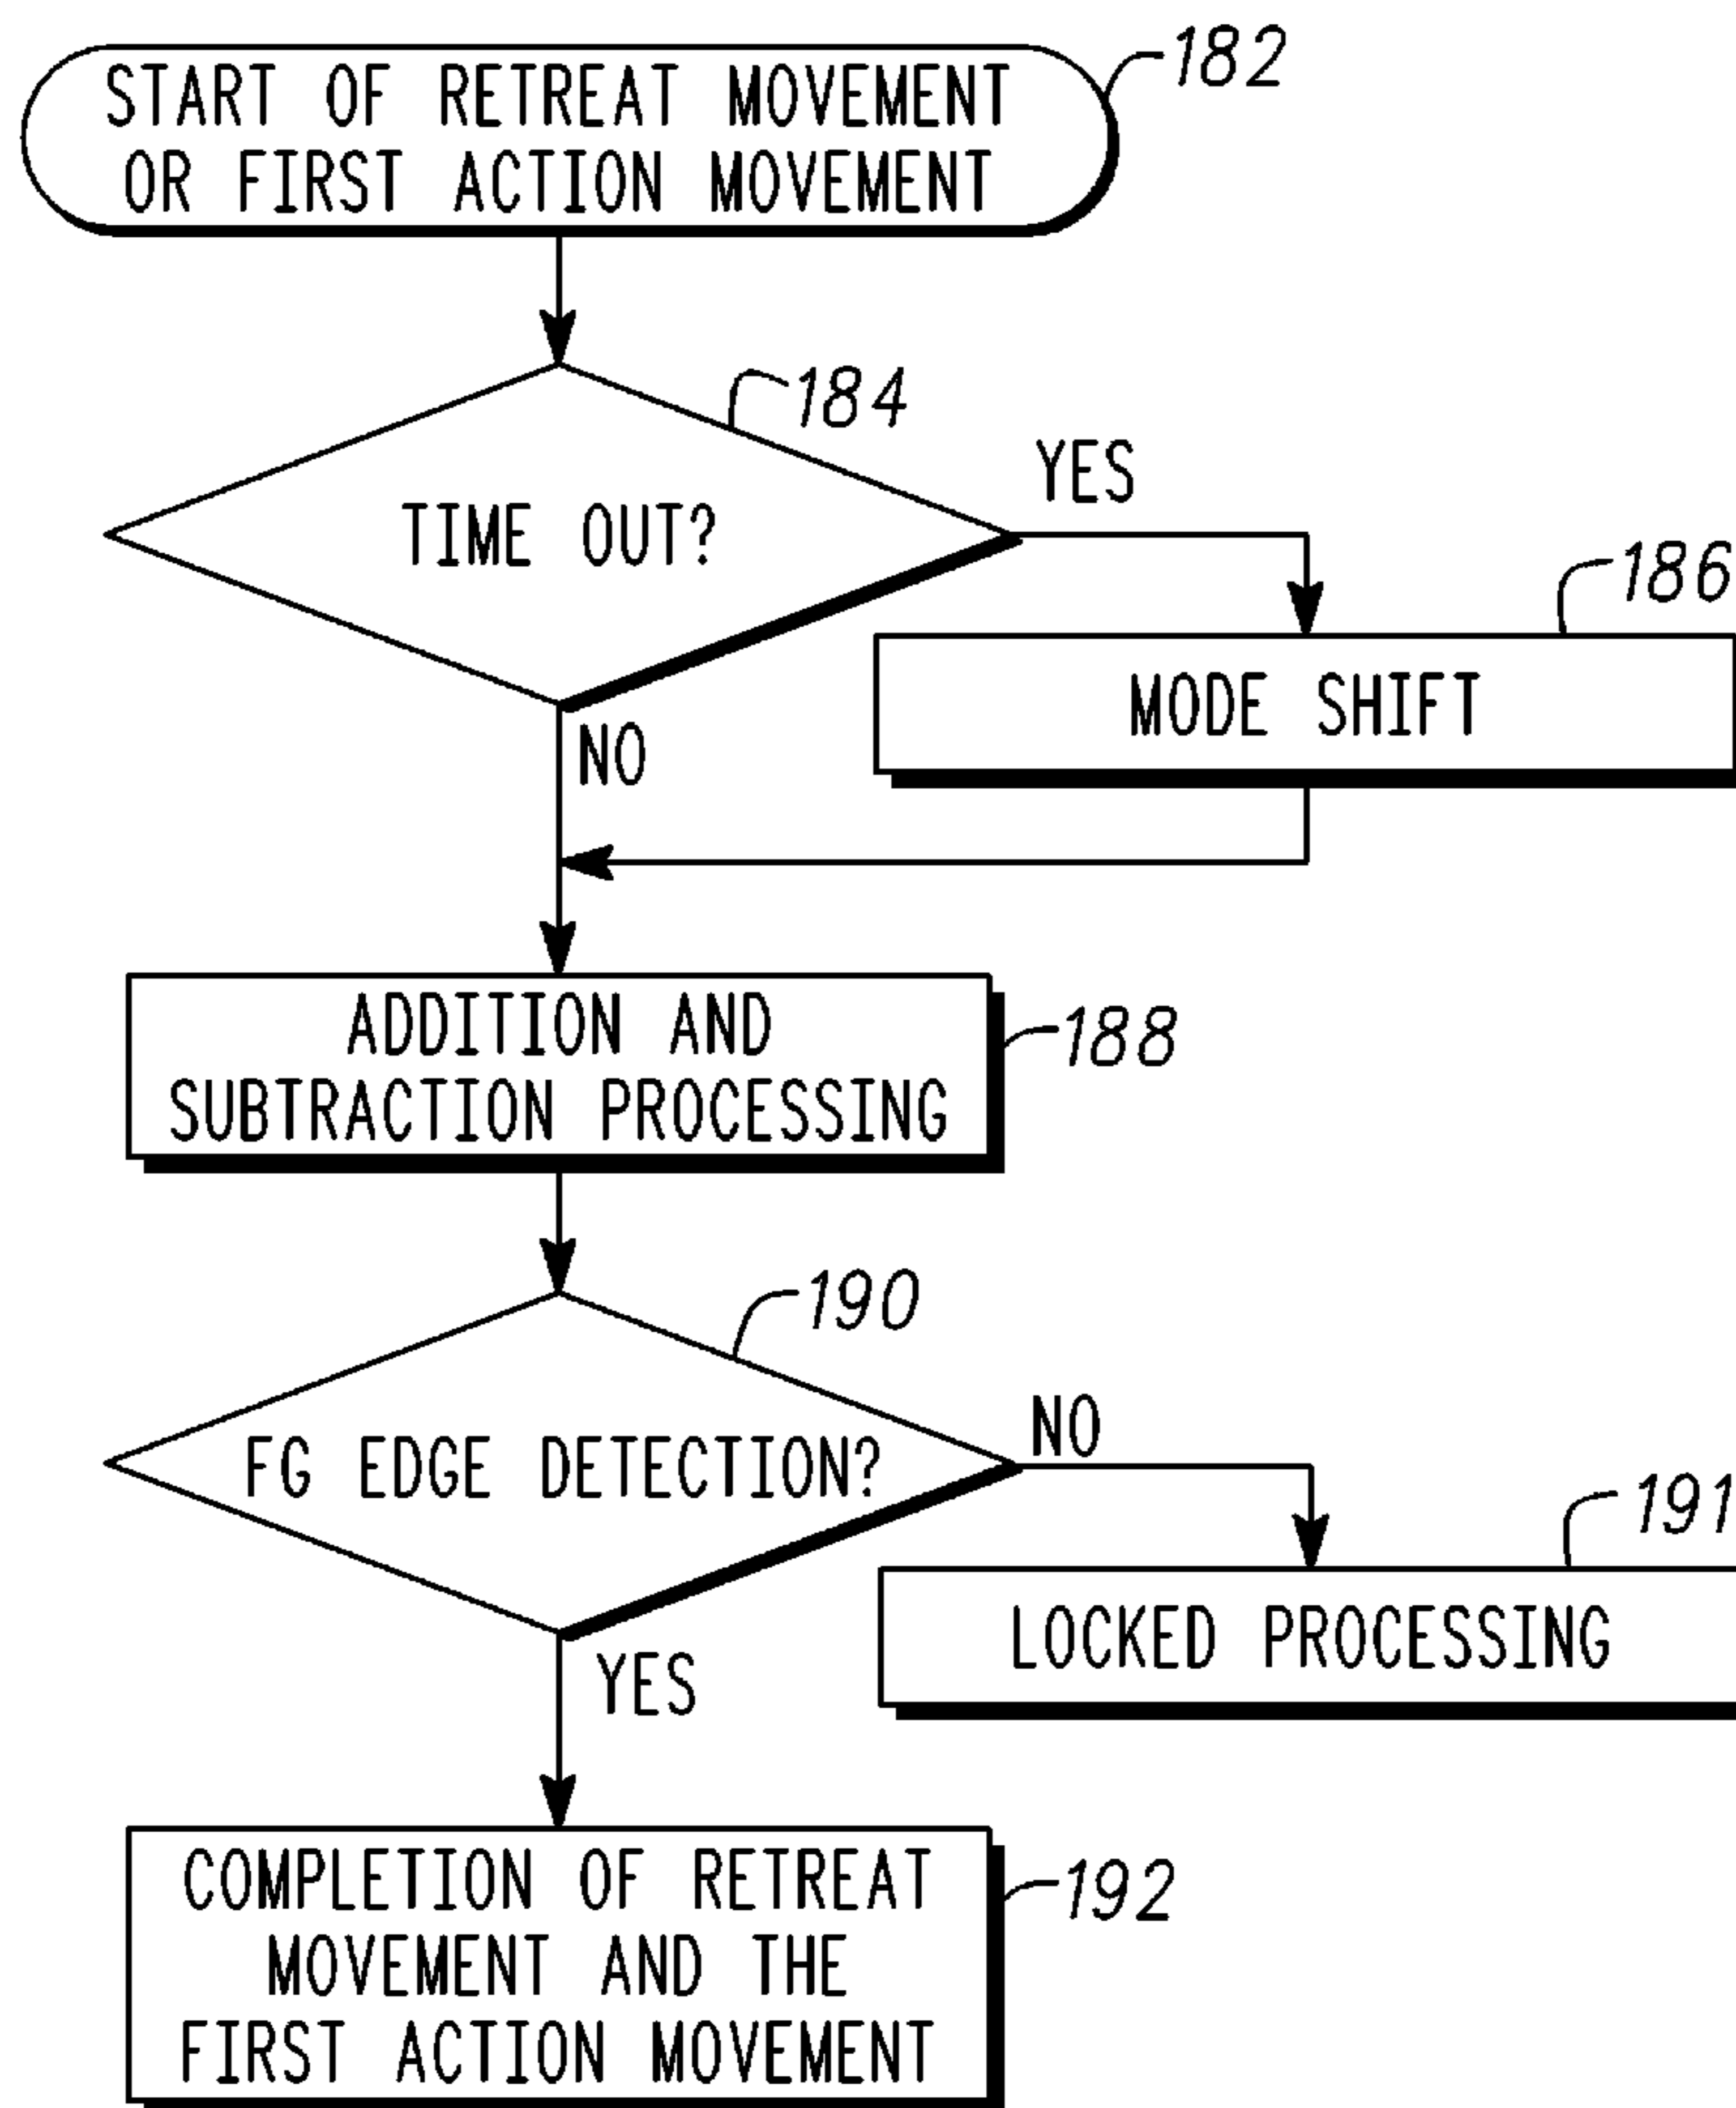 START OF RETREAT MOVEMENT
OR FIRST ACTION MOVEMENT
182
TIME OUT?
184
YES
NO
MODE SHIFT
186
ADDITION AND
SUBTRACTION PROCESSING
188
FG EDGE DETECTION?
190
NO
YES
LOCKED PROCESSING
191
COMPLETION OF RETREAT
MOVEMENT AND THE
FIRST ACTION MOVEMENT
192